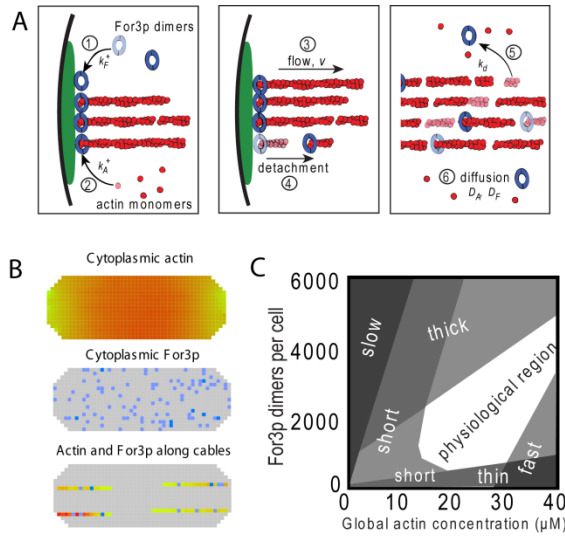 A
For3p dimers
1
k_F^+
k_A^+
2
actin monomers
3
flow, v
detachment
4
k_d
5
6 diffusion
D_A, D_F
B
Cytoplasmic actin
Cytoplasmic For3p
Actin and For3p along cables
C
For3p dimers per cell
6000
4000
2000
0
slow
thick
short
physiological region
short
thin
fast
0 10 20 30 40
Global actin concentration (μM)